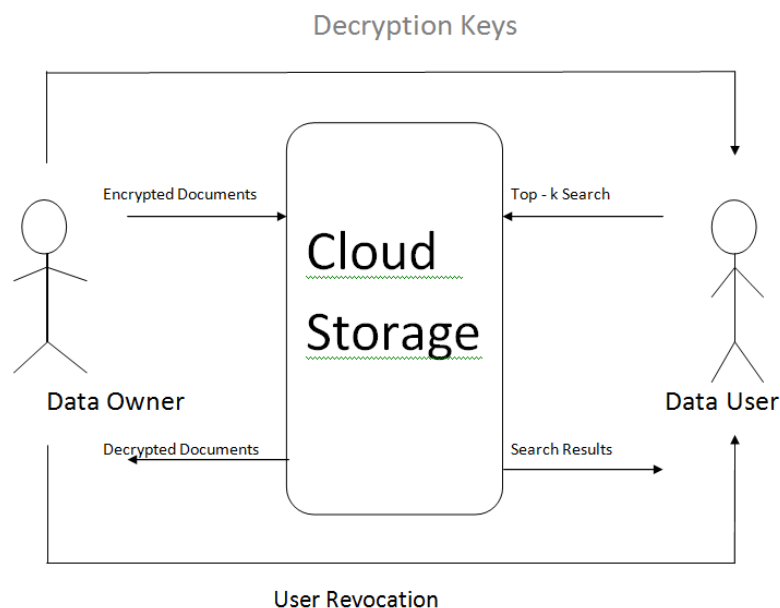 Decryption Keys
Encrypted Documents
Top - k Search
Cloud
Storage
Data Owner
Data User
Decrypted Documents
Search Results
User Revocation